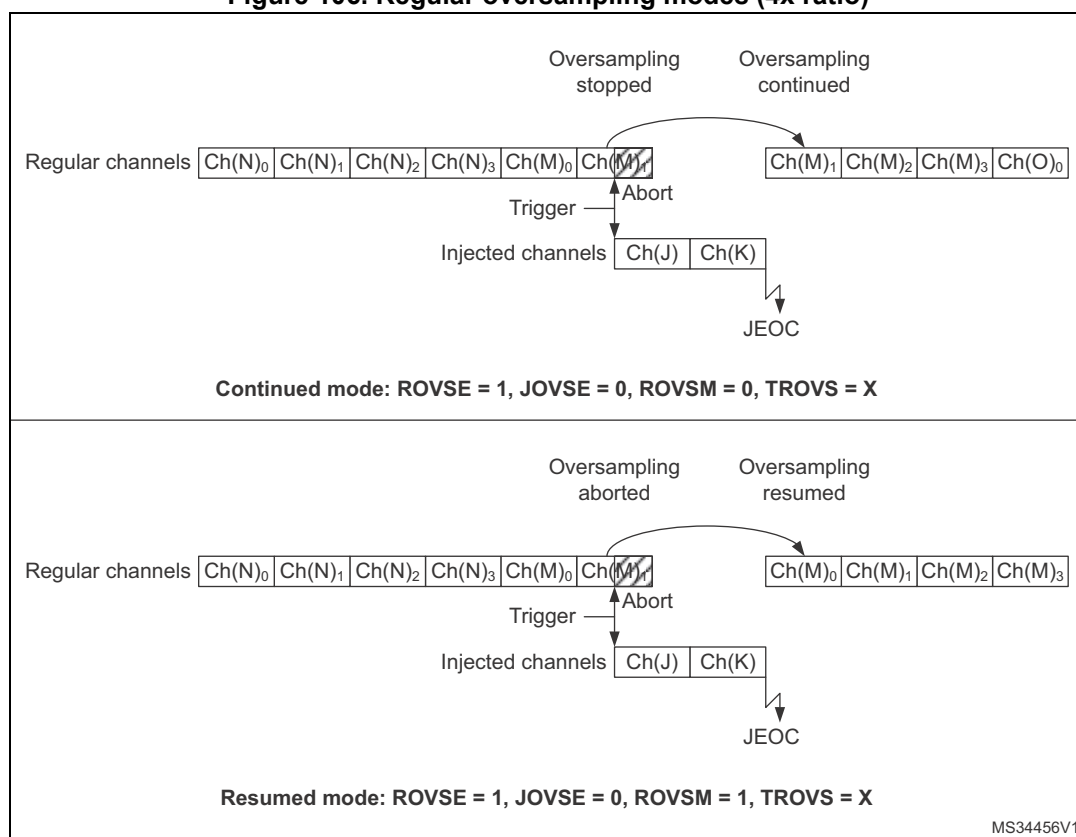 Figure 106. Regular oversampling modes (4x ratio)
Oversampling stopped
Oversampling continued
Regular channels Ch(N)0 Ch(N)1 Ch(N)2 Ch(N)3 Ch(M)0 Ch(M)1 Ch(M)1 Ch(M)2 Ch(M)3 Ch(O)0
Abort
Trigger
Injected channels Ch(J) Ch(K)
JEOC
Continued mode: ROVSE = 1, JOVSE = 0, ROVSM = 0, TROVS = X
Oversampling aborted
Oversampling resumed
Regular channels Ch(N)0 Ch(N)1 Ch(N)2 Ch(N)3 Ch(M)0 Ch(M)1 Ch(M)0 Ch(M)1 Ch(M)2 Ch(M)3
Abort
Trigger
Injected channels Ch(J) Ch(K)
JEOC
Resumed mode: ROVSE = 1, JOVSE = 0, ROVSM = 1, TROVS = X
MS34456V1